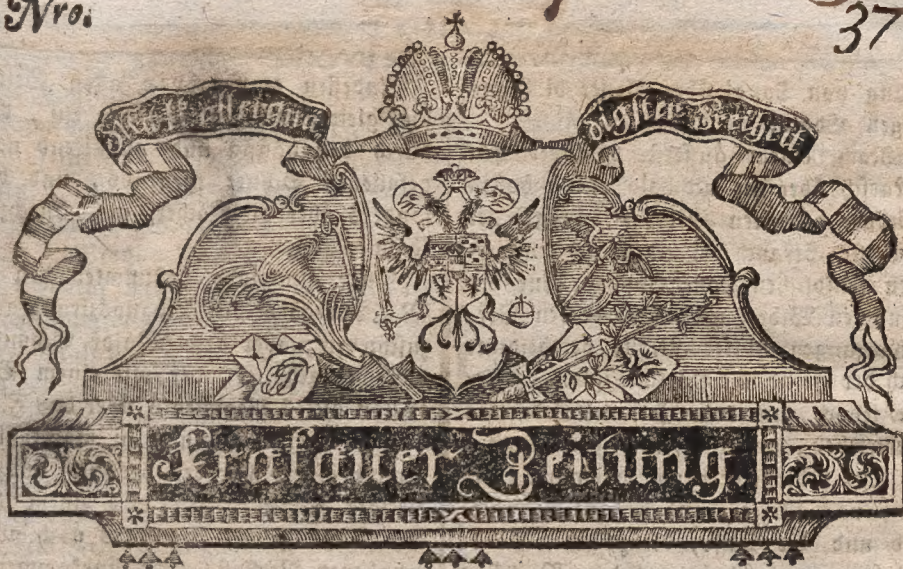 Nro. 37
Mit allergnä
digster Freiheit
Krakauer Zeitung.